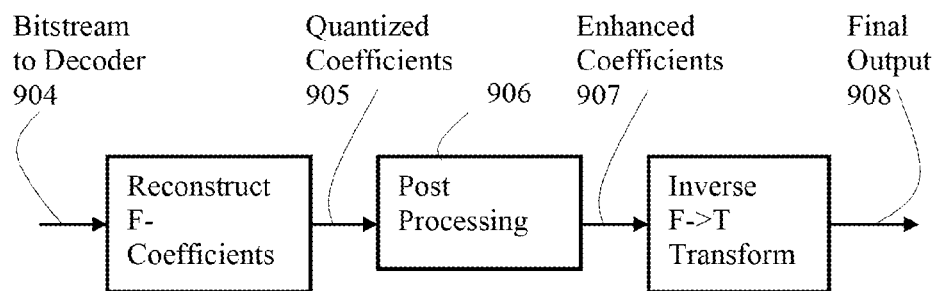 Bitstream
to Decoder
904
Quantized
Coefficients
905
906
Enhanced
Coefficients
907
Final
Output
908
Reconstruct
F-
Coefficients
Post
Processing
Inverse
F->T
Transform